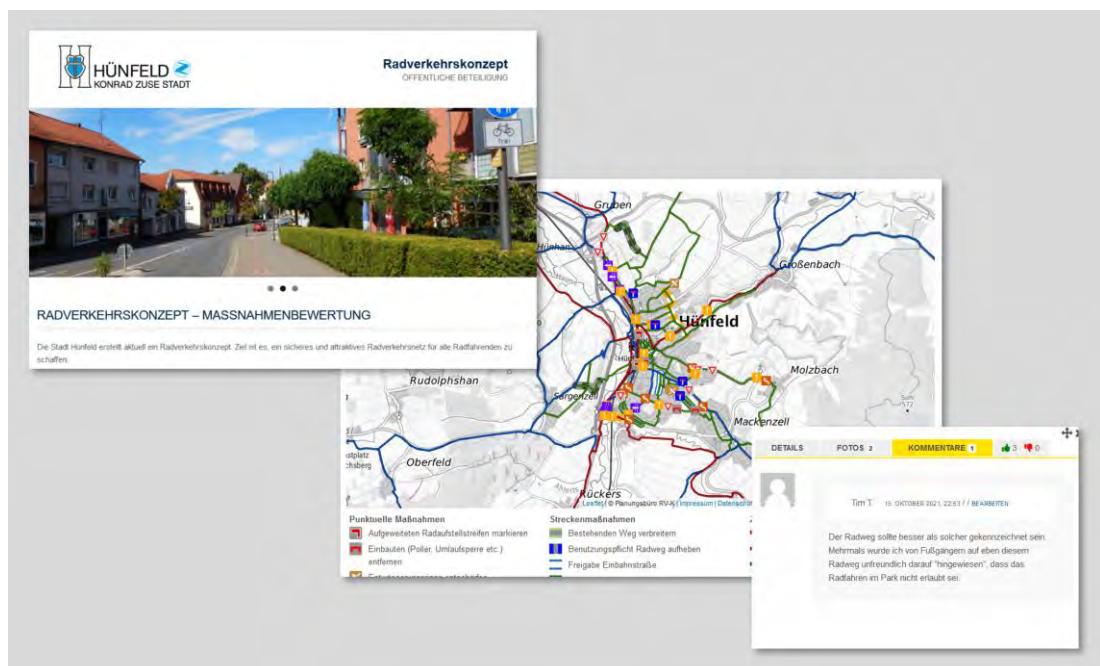 HÜNFELD
KONRAD ZUSE STADT
Radverkehrskonzept
ÖFFENTLICHE BETEILIGUNG
frei
RADVERKEHRSKONZEPT – MASSNAHMENBEWERTUNG
Die Stadt Hünfeld erstellt aktuell ein Radverkehrskonzept. Ziel ist es, ein sicheres und attraktives Radverkehrsnetz für alle Radfahrenden zu
schaffen.
Gruben
Hünhan
Großenbach
Hünfeld
Molzbach
Rudolphshan
Sargenzell
Mackenzell
Oberfeld
Rückers
Leaflet | © Planungsbüro RV-K | Impressum | Datenschutz
Punktuelle Maßnahmen
Aufgeweiteten Radaufstellstreifen markieren
Einbauten (Poller, Umlaufsperre etc.)
entfernen
Streckenmaßnahmen
Bestehenden Weg verbreitern
Benutzungspflicht Radweg aufheben
Freigabe Einbahnstraße
DETAILS FOTOS 2 KOMMENTARE 1 3 0
Tim T. 15. OKTOBER 2021, 22:53 / / BEARBEITEN
Der Radweg sollte besser als solcher gekennzeichnet sein.
Mehrmals wurde ich von Fußgängern auf eben diesem
Radweg unfreundlich darauf "hingewiesen", dass das
Radfahren im Park nicht erlaubt sei.